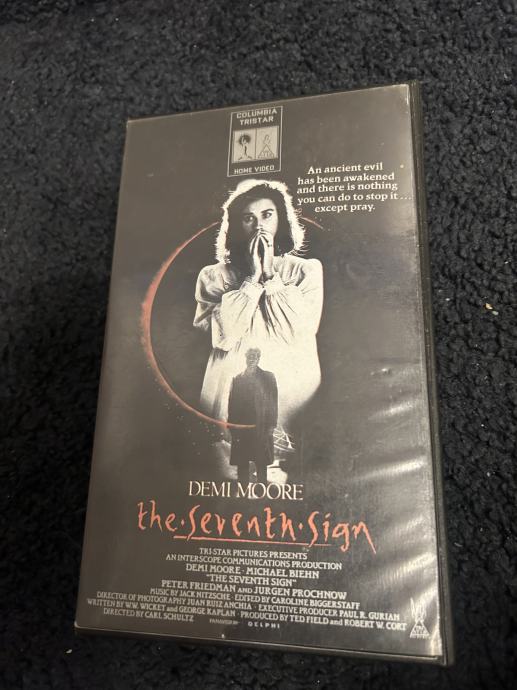 COLUMBIA
TRISTAR
HOME VIDEO
An ancient evil
has been awakened
and there is nothing
you can do to stop it...
except pray.
DEMI MOORE
the·seventh·sign
TRI-STAR PICTURES PRESENTS
AN INTERSCOPE COMMUNICATIONS PRODUCTION
DEMI MOORE · MICHAEL BIEHN
"THE SEVENTH SIGN"
PETER FRIEDMAN AND JURGEN PROCHNOW
MUSIC BY JACK NITZSCHE · EDITED BY CAROLINE BIGGERSTAFF
DIRECTOR OF PHOTOGRAPHY JUAN RUIZ ANCHIA · EXECUTIVE PRODUCER PAUL R. GURIAN
WRITTEN BY W.W. WICKET and GEORGE KAPLAN · PRODUCED BY TED FIELD and ROBERT W. CORT
DIRECTED BY CARL SCHULTZ PANAVISION DELPHI